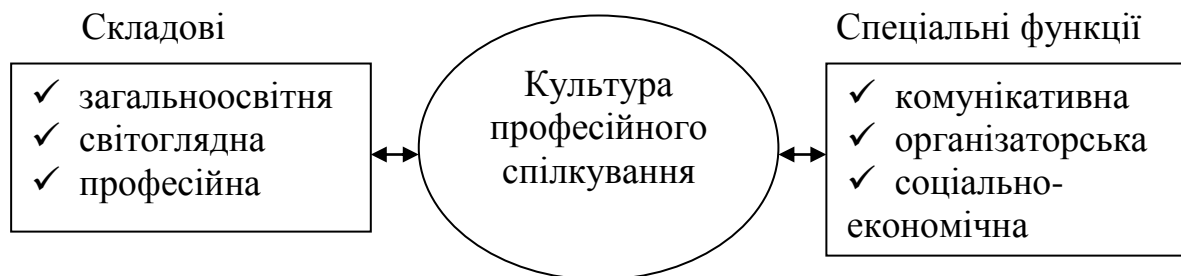 Складові
✓ загальноосвітня
✓ світоглядна
✓ професійна
Культура
професійного
спілкування
Спеціальні функції
✓ комунікативна
✓ організаторська
✓ соціально-
економічна